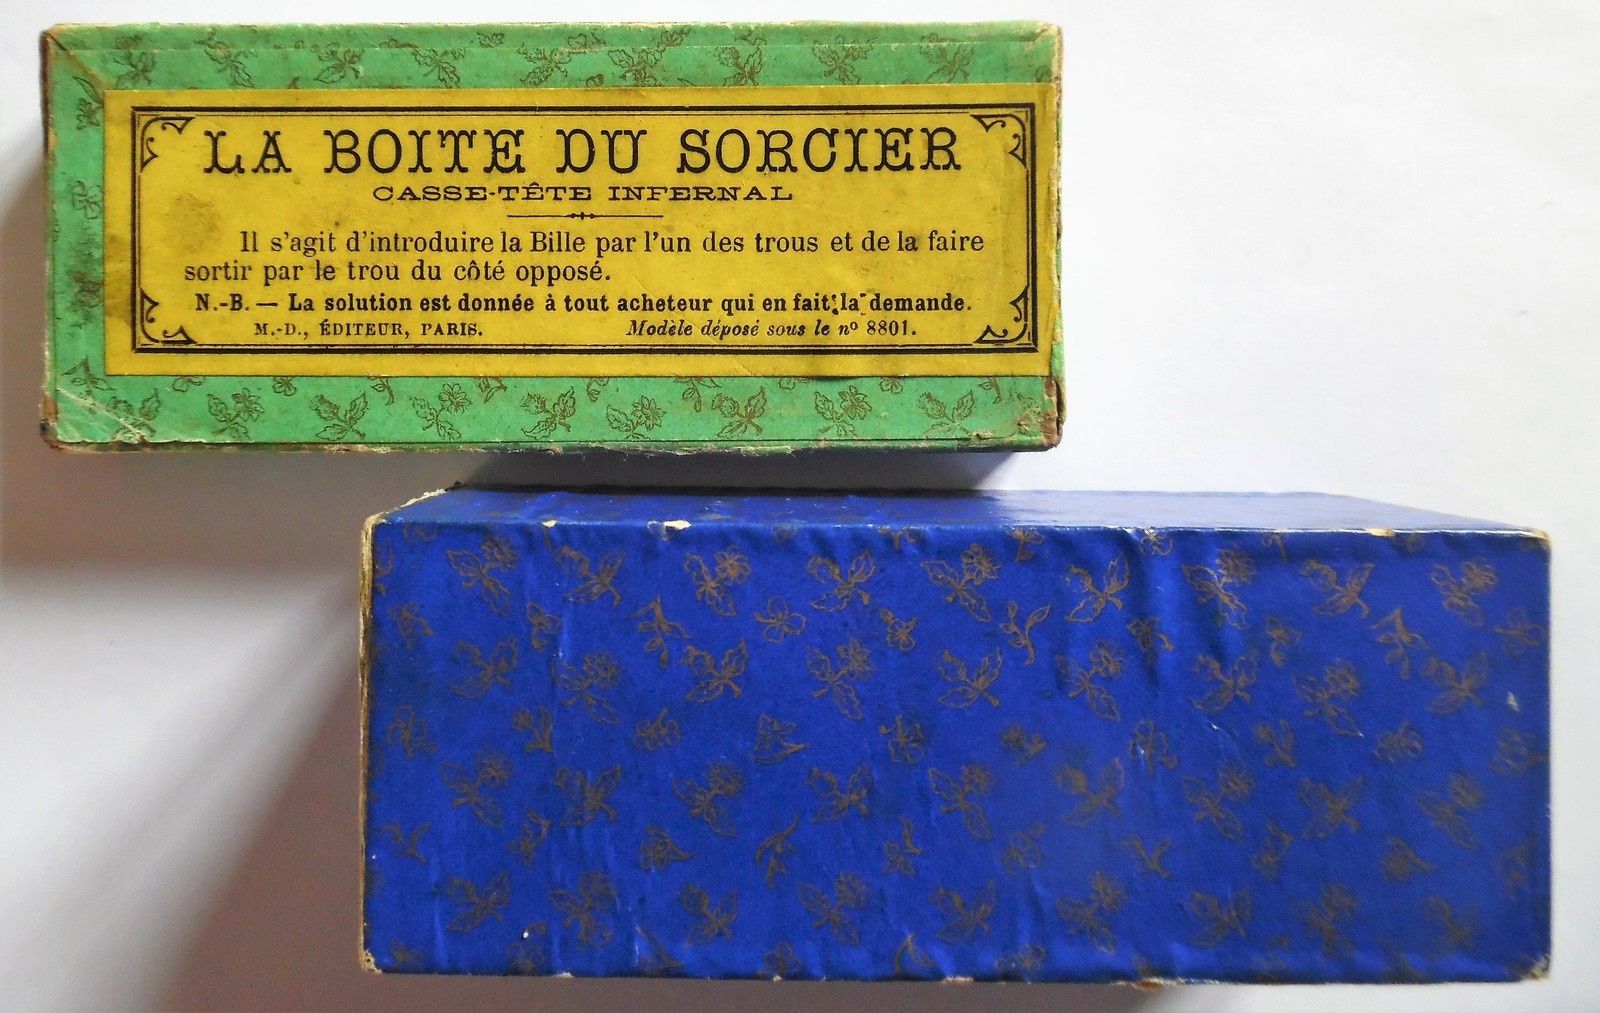 LA BOITE DU SORCIER
CASSE-TÊTE INFERNAL
Il s'agit d'introduire la Bille par l'un des trous et de la faire
sortir par le trou du côté opposé.
N.-B. — La solution est donnée à tout acheteur qui en fait la demande.
M.-D., ÉDITEUR, PARIS. Modèle déposé sous le nº 8801.